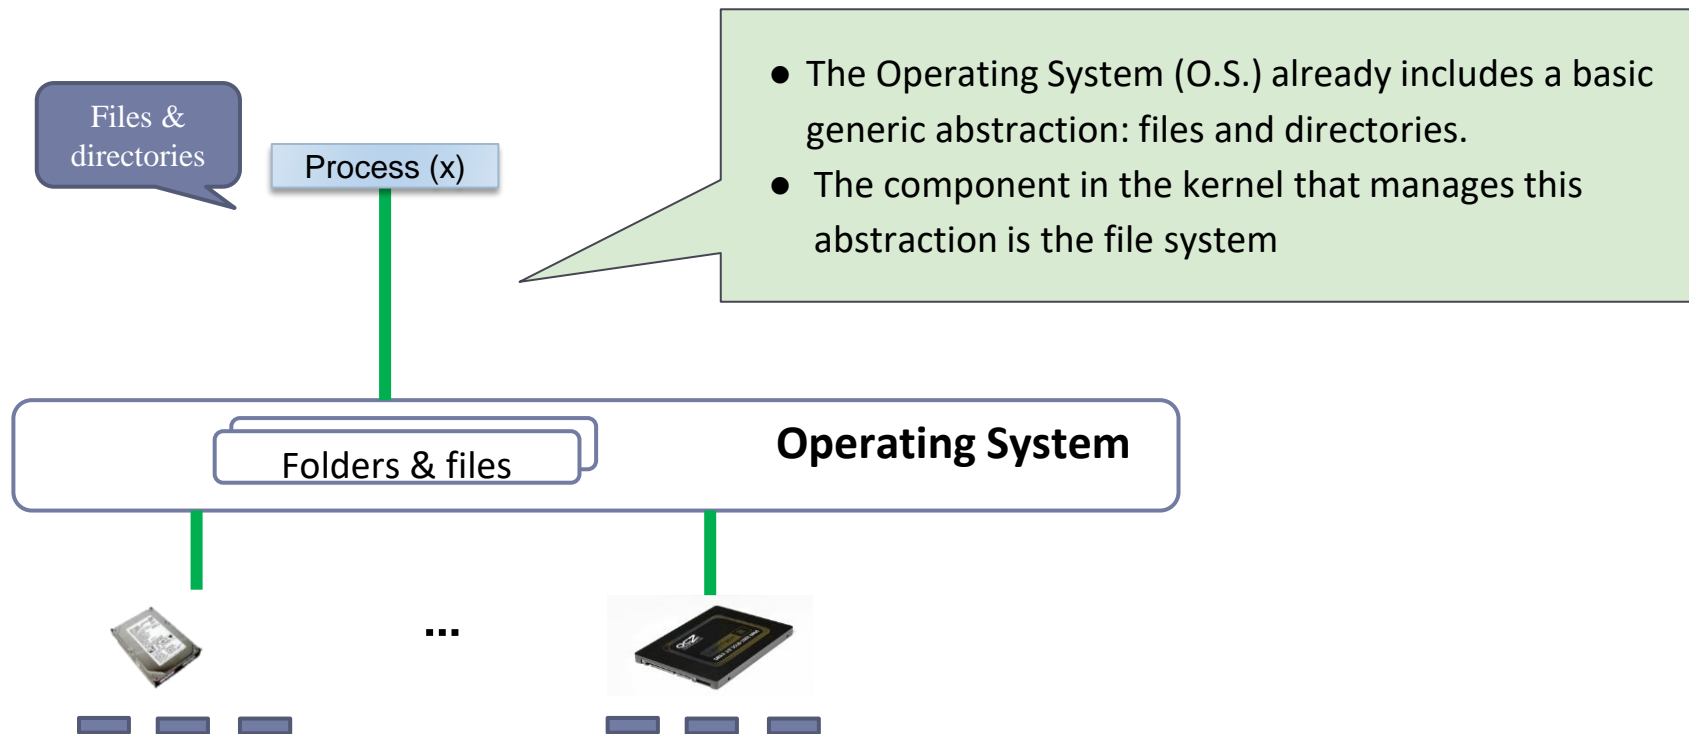 Files &
directories
Process (x)
● The Operating System (O.S.) already includes a basic
generic abstraction: files and directories.
● The component in the kernel that manages this
abstraction is the file system
Folders & files
Operating System
...
OCZ